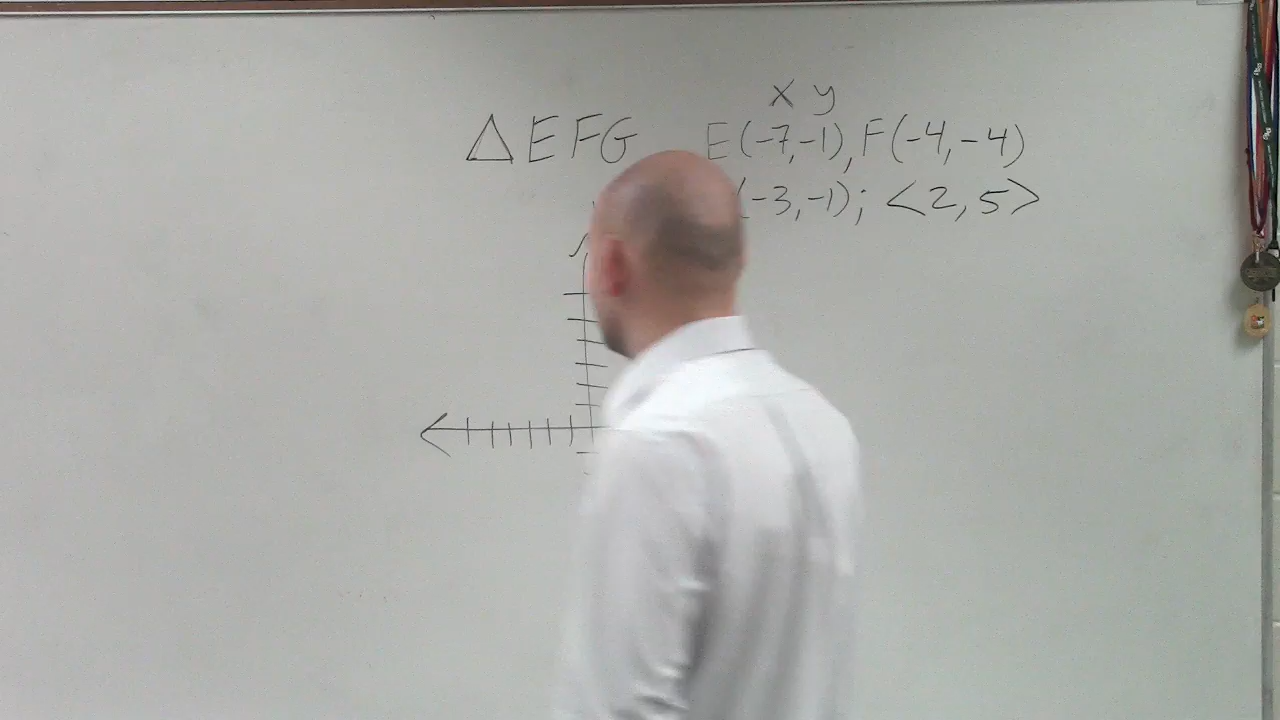 x y
△EFG E(-7,-1), F(-4,-4)
(-3,-1); <2,5>